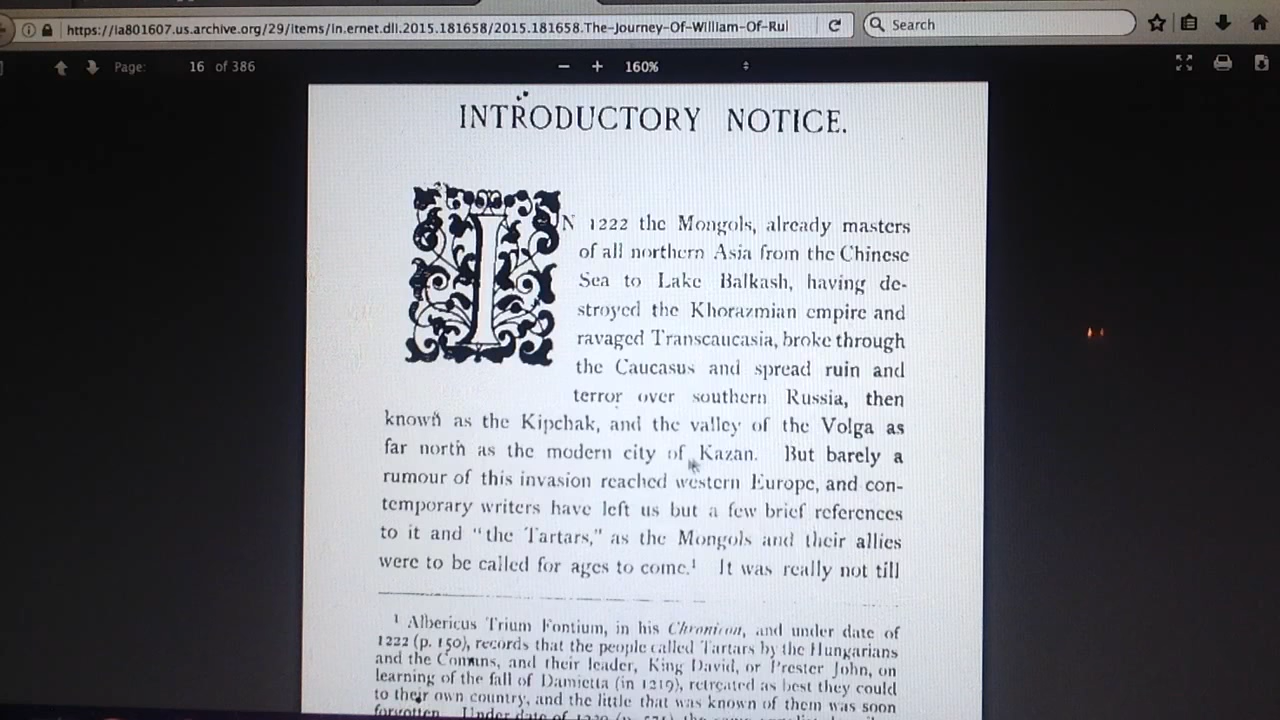 https://ia801607.us.archive.org/29/items/in.ernet.dli.2015.181658/2015.181658.The-Journey-Of-William-Of-Rul
Search
Page: 16 of 386
160%
INTRODUCTORY NOTICE.
IN 1222 the Mongols, already masters
of all northern Asia from the Chinese
Sea to Lake Balkash, having de-
stroyed the Khorazmian empire and
ravaged Transcaucasia, broke through
the Caucasus and spread ruin and
terror over southern Russia, then
known as the Kipchak, and the valley of the Volga as
far north as the modern city of Kazan. But barely a
rumour of this invasion reached western Europe, and con-
temporary writers have left us but a few brief references
to it and "the Tartars," as the Mongols and their allies
were to be called for ages to come.¹ It was really not till
¹ Albericus Trium Fontium, in his Chronicon, and under date of
1222 (p. 150), records that the people called Tartars by the Hungarians
and the Comans, and their leader, King David, or Prester John, on
learning of the fall of Damietta (in 1219), retreated as best they could
to their own country, and the little that was known of them was soon
forgotten. Under date of